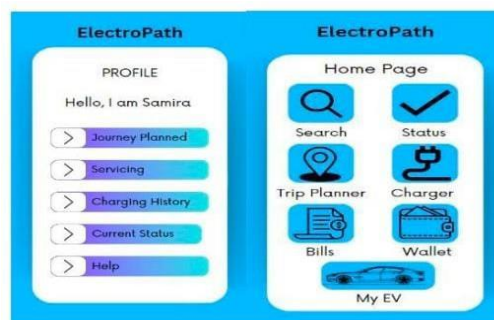 ElectroPath
PROFILE
Hello, I am Samira
Journey Planned
Servicing
Charging History
Current Status
Help
ElectroPath
Home Page
Search
Status
Trip Planner
Charger
Bills
Wallet
My EV